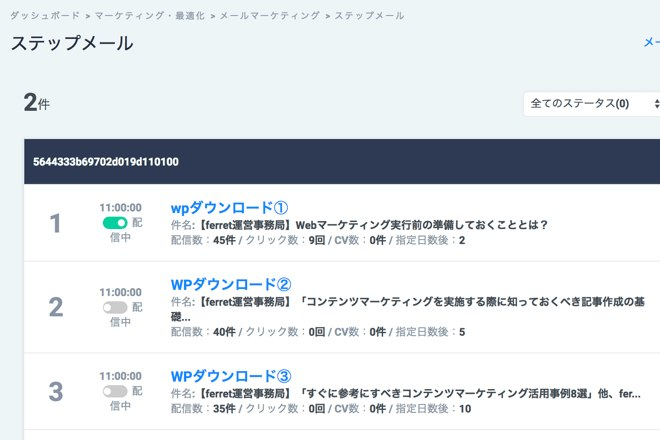 ダッシュボード > マーケティング・最適化 > メールマーケティング > ステップメール
ステップメール
メー
2件
全てのステータス(0)
5644333b69702d019d110100
1
11:00:00
配
信中
wpダウンロード①
件名:【ferret運営事務局】Webマーケティング実行前の準備しておくこととは？
配信数：45件 / クリック数：9回 / CV数：0件 / 指定日数後：2
2
11:00:00
配
信中
WPダウンロード②
件名:【ferret運営事務局】「コンテンツマーケティングを実施する際に知っておくべき記事作成の基
礎...
配信数：40件 / クリック数：0回 / CV数：0件 / 指定日数後：5
3
11:00:00
配
信中
WPダウンロード③
件名:【ferret運営事務局】「すぐに参考にすべきコンテンツマーケティング活用事例8選」他、fer...
配信数：35件 / クリック数：0回 / CV数：0件 / 指定日数後：10